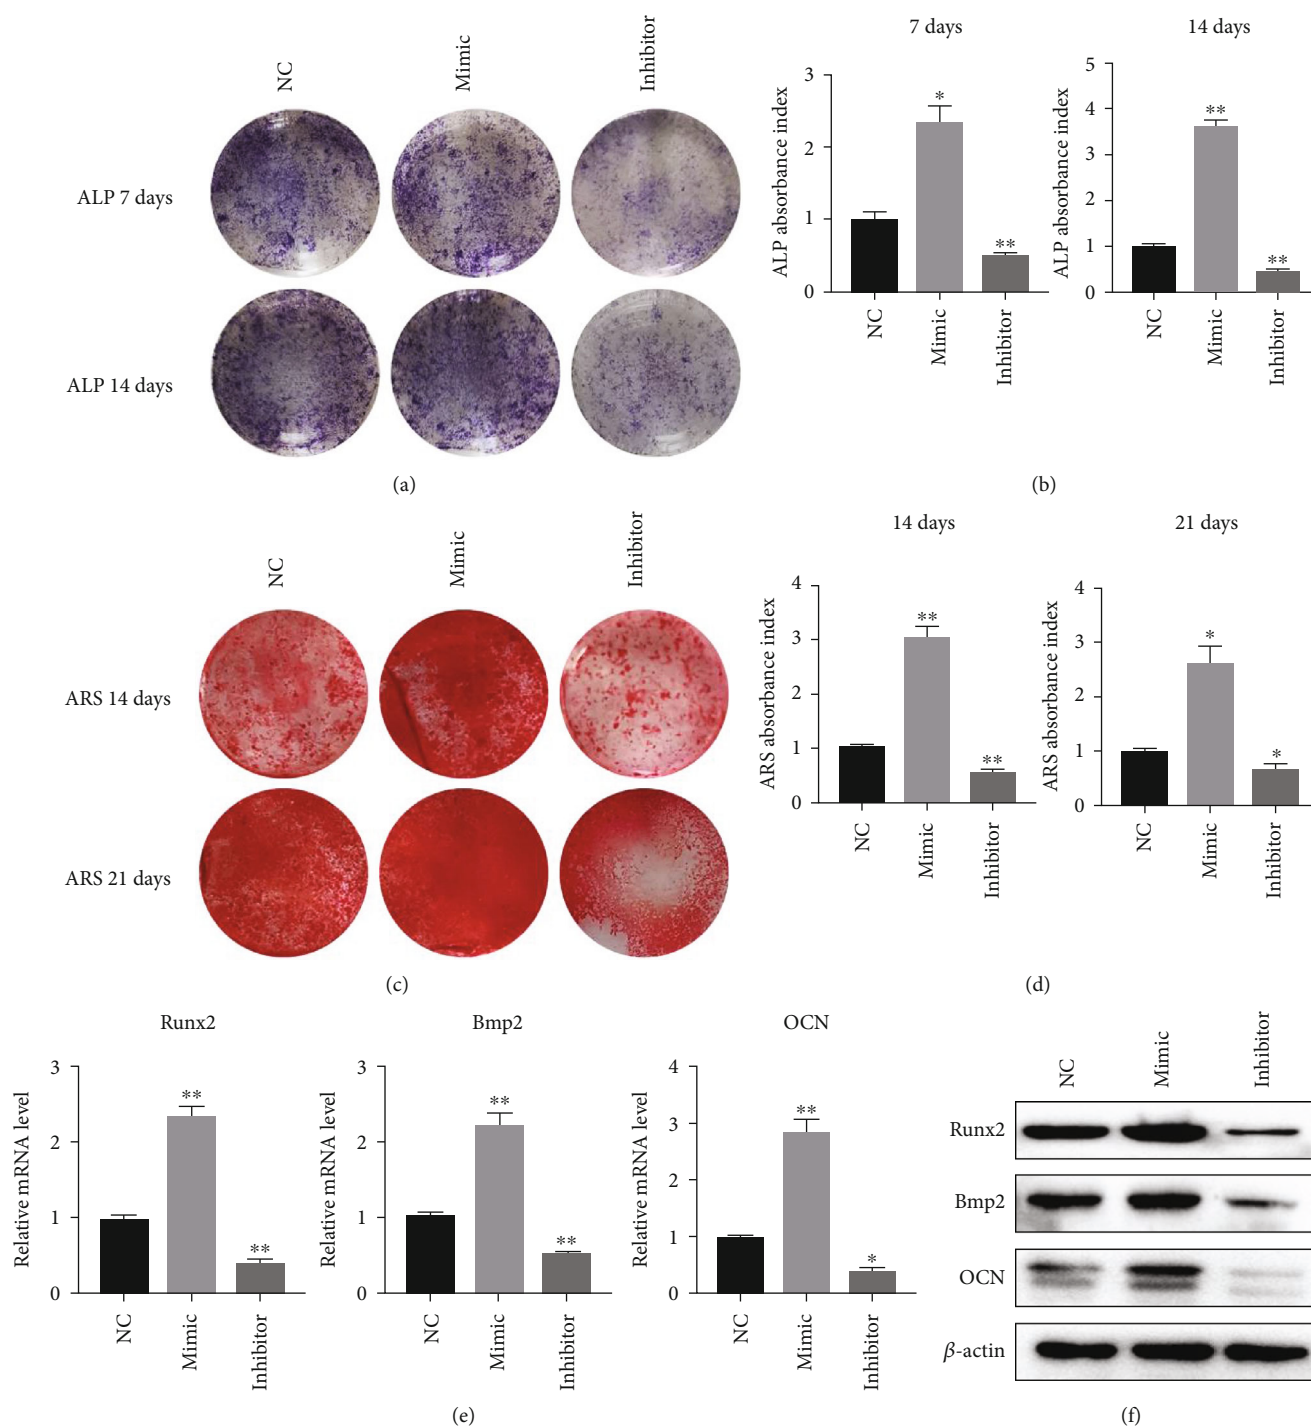 NC
Mimic
Inhibitor
ALP 7 days
ALP 14 days
(a)
7 days
ALP absorbance index
3
2
1
0
*
**
NC
Mimic
Inhibitor
14 days
ALP absorbance index
5
4
3
2
1
0
**
**
NC
Mimic
Inhibitor
(b)
NC
Mimic
Inhibitor
ARS 14 days
ARS 21 days
(c)
14 days
ARS absorbance index
4
3
2
1
0
**
**
NC
Mimic
Inhibitor
21 days
ARS absorbance index
4
3
2
1
0
*
*
NC
Mimic
Inhibitor
(d)
Runx2
Relative mRNA level
3
2
1
0
**
**
NC
Mimic
Inhibitor
Bmp2
Relative mRNA level
3
2
1
0
**
**
NC
Mimic
Inhibitor
OCN
Relative mRNA level
4
3
2
1
0
**
*
NC
Mimic
Inhibitor
(e)
NC
Mimic
Inhibitor
Runx2
Bmp2
OCN
β-actin
(f)